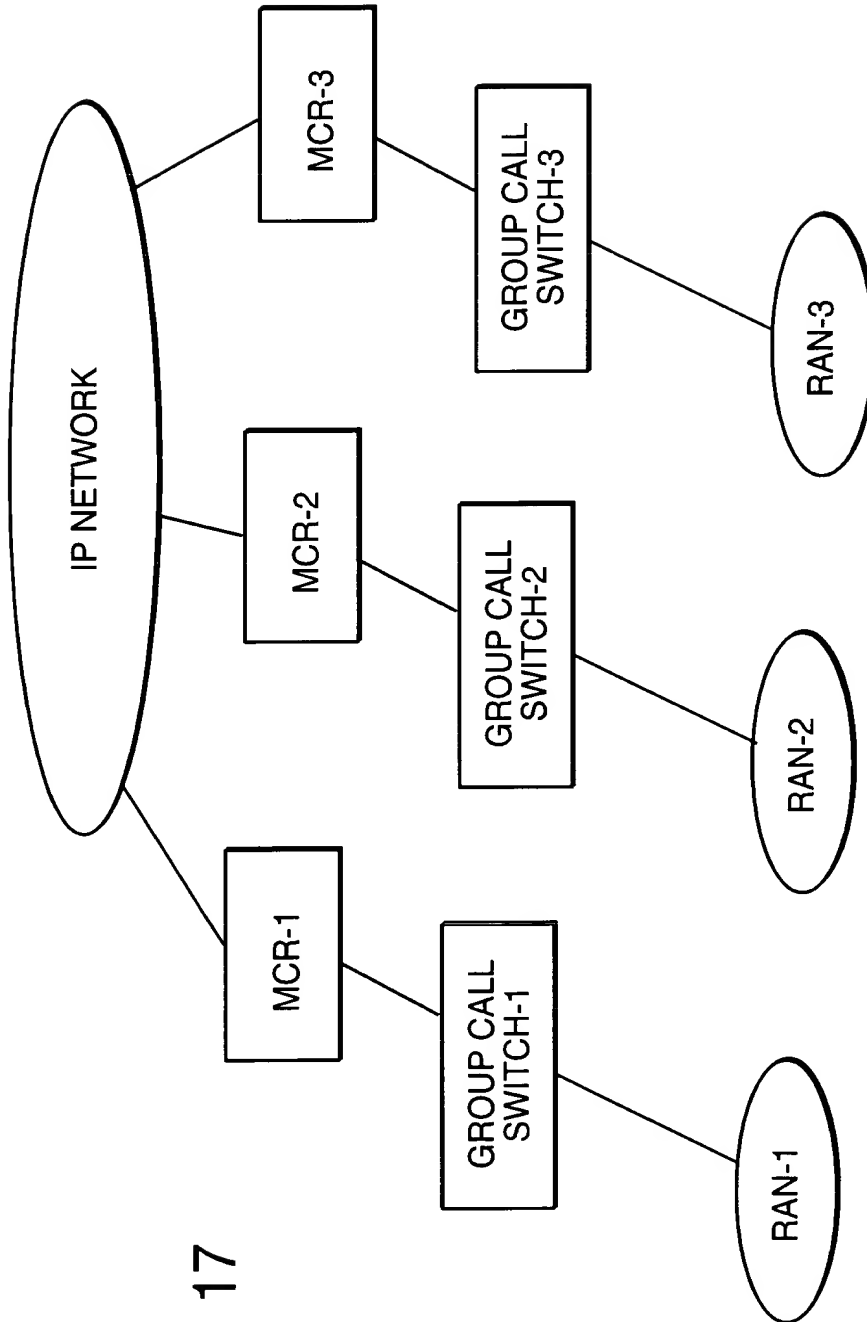 IP NETWORK
MCR-1
MCR-2
MCR-3
GROUP CALL
SWITCH-1
GROUP CALL
SWITCH-2
GROUP CALL
SWITCH-3
RAN-1
RAN-2
RAN-3
17